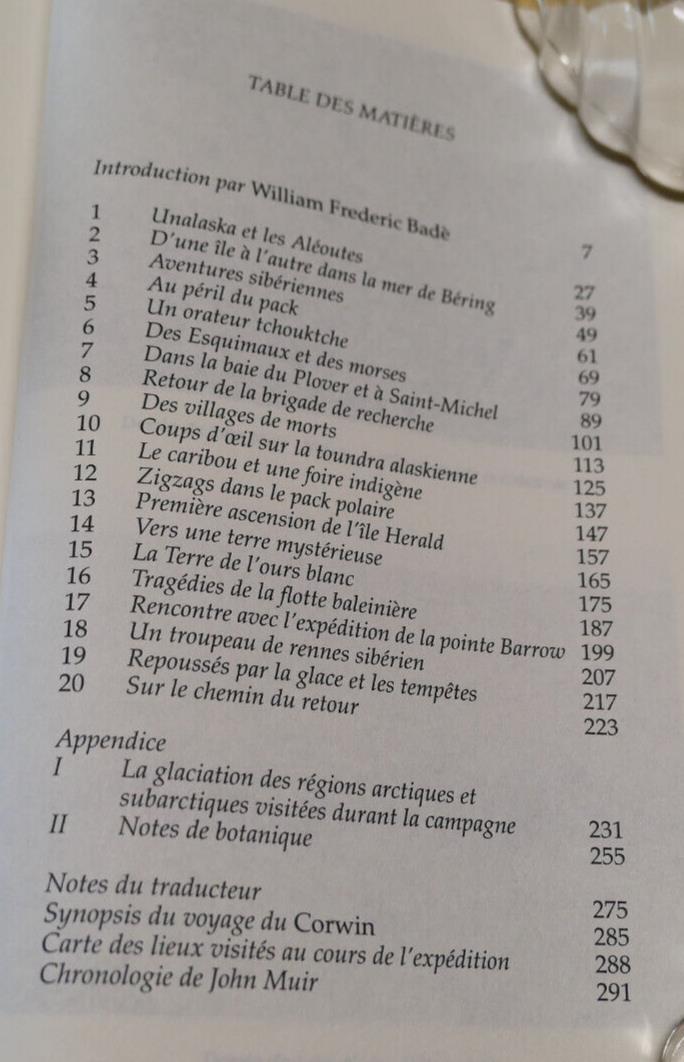 TABLE DES MATIÈRES
Introduction par William Frederic Badè 7
1 Unalaska et les Aléoutes 27
2 D'une île à l'autre dans la mer de Béring 39
3 Aventures sibériennes 49
4 Au péril du pack 61
5 Un orateur tchouktche 69
6 Des Esquimaux et des morses 79
7 Dans la baie du Plover et à Saint-Michel 89
8 Retour de la brigade de recherche 101
9 Des villages de morts 113
10 Coups d'œil sur la toundra alaskienne 125
11 Le caribou et une foire indigène 137
12 Zigzags dans le pack polaire 147
13 Première ascension de l'île Herald 157
14 Vers une terre mystérieuse 165
15 La Terre de l'ours blanc 175
16 Tragédies de la flotte baleinière 187
17 Rencontre avec l'expédition de la pointe Barrow 199
18 Un troupeau de rennes sibérien 207
19 Repoussés par la glace et les tempêtes 217
20 Sur le chemin du retour 223
Appendice
I La glaciation des régions arctiques et
subarctiques visitées durant la campagne 231
II Notes de botanique 255
Notes du traducteur 275
Synopsis du voyage du Corwin 285
Carte des lieux visités au cours de l'expédition 288
Chronologie de John Muir 291